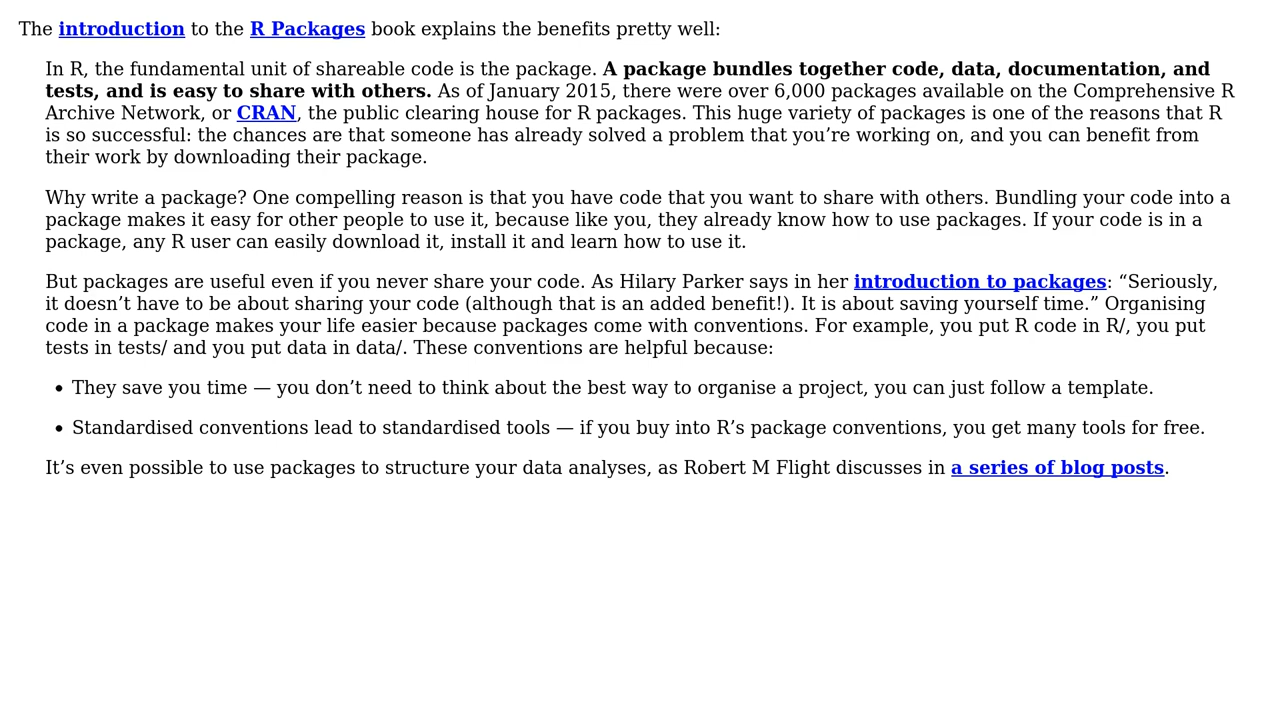 The introduction to the R Packages book explains the benefits pretty well:
In R, the fundamental unit of shareable code is the package. A package bundles together code, data, documentation, and
tests, and is easy to share with others. As of January 2015, there were over 6,000 packages available on the Comprehensive R
Archive Network, or CRAN, the public clearing house for R packages. This huge variety of packages is one of the reasons that R
is so successful: the chances are that someone has already solved a problem that you’re working on, and you can benefit from
their work by downloading their package.
Why write a package? One compelling reason is that you have code that you want to share with others. Bundling your code into a
package makes it easy for other people to use it, because like you, they already know how to use packages. If your code is in a
package, any R user can easily download it, install it and learn how to use it.
But packages are useful even if you never share your code. As Hilary Parker says in her introduction to packages: “Seriously,
it doesn’t have to be about sharing your code (although that is an added benefit!). It is about saving yourself time.” Organising
code in a package makes your life easier because packages come with conventions. For example, you put R code in R/, you put
tests in tests/ and you put data in data/. These conventions are helpful because:
• They save you time — you don’t need to think about the best way to organise a project, you can just follow a template.
• Standardised conventions lead to standardised tools — if you buy into R’s package conventions, you get many tools for free.
It’s even possible to use packages to structure your data analyses, as Robert M Flight discusses in a series of blog posts.